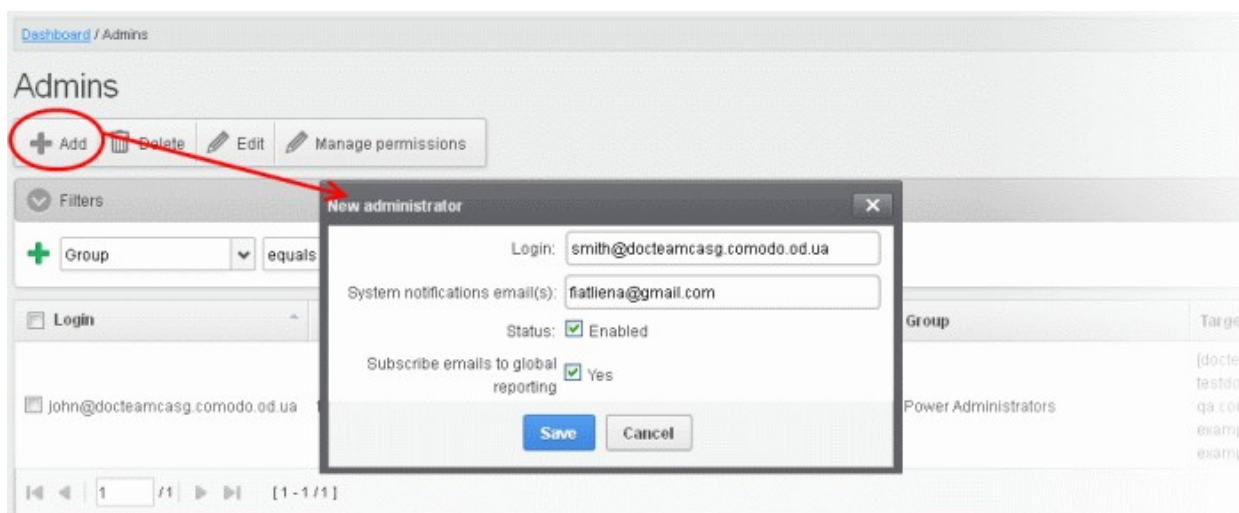 Dashboard / Admins
Admins
Add Delete Edit Manage permissions
Filters
New administrator
Group equals
Login: smith@docteamcasg.comodo.od.ua
System notifications email(s): fiatliena@gmail.com
Status: Enabled
Subscribe emails to global reporting Yes
Save Cancel
Login Group
john@docteamcasg.comodo.od.ua Power Administrators
1 /1 [1 - 1 /1]